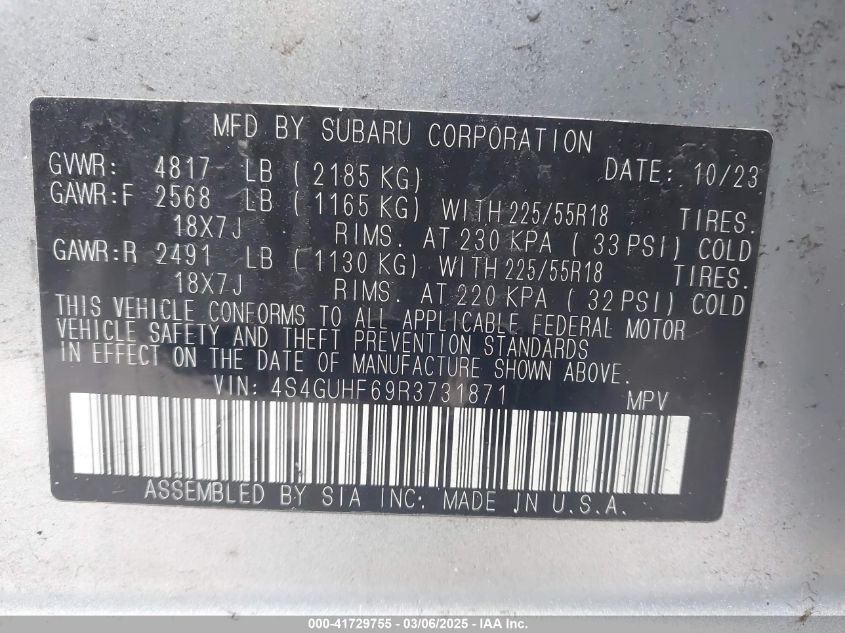 MFD BY SUBARU CORPORATION
GVWR: 4817 LB ( 2185 KG) DATE: 10/23
GAWR:F 2568 LB ( 1165 KG) WITH 225/55R18 TIRES.
18X7J RIMS. AT 230 KPA ( 33 PSI) COLD
GAWR:R 2491 LB ( 1130 KG) WITH 225/55R18 TIRES.
18X7J RIMS. AT 220 KPA ( 32 PSI) COLD
THIS VEHICLE CONFORMS TO ALL APPLICABLE FEDERAL MOTOR
VEHICLE SAFETY AND THEFT PREVENTION STANDARDS
IN EFFECT ON THE DATE OF MANUFACTURE SHOWN ABOVE.
VIN: 4S4GUHF69R3731871 MPV
ASSEMBLED BY SIA INC: MADE IN U.S.A.
000-41729755 - 03/06/2025 - IAA Inc.